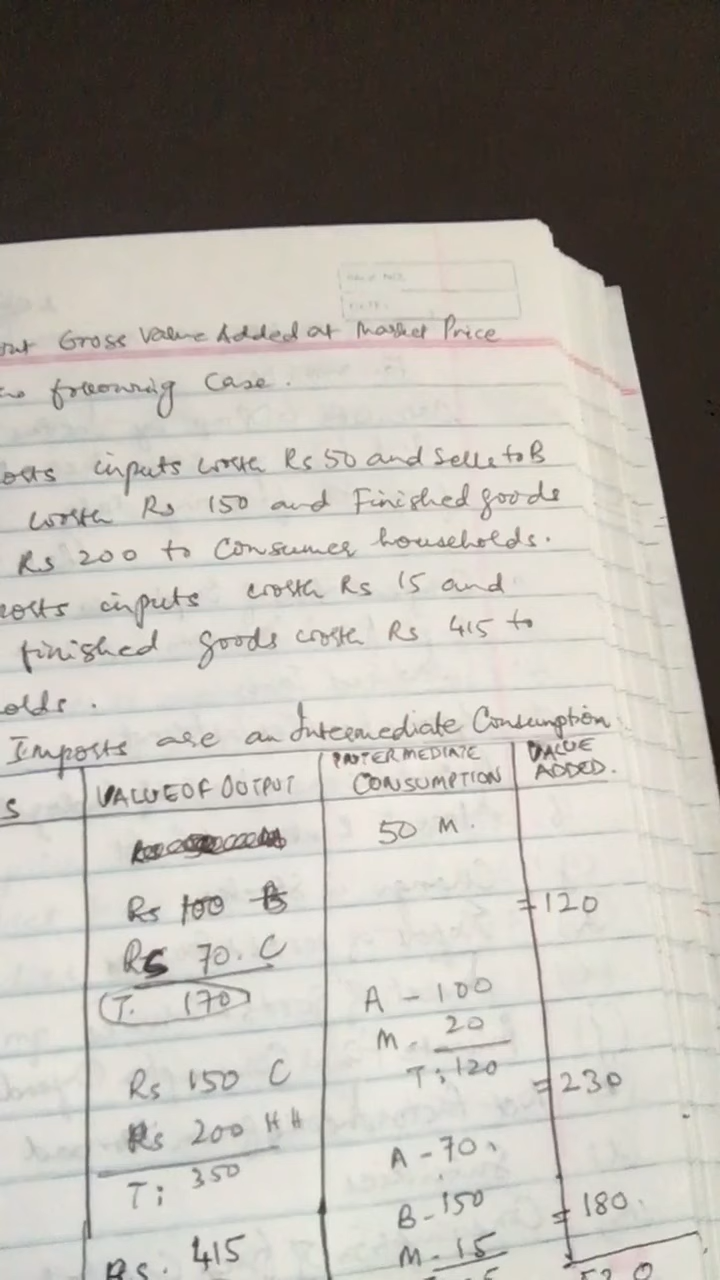 out Gross Value Added at Market Price
following Case.
inputs worth Rs 50 and Sells to B
worth Rs 150 and Finished goods
Rs 200 to Consumer households.
inputs worth Rs 15 and
finished goods worth Rs 415 to
olds.
Imports are an Intermediate Consumption
S VALUE OF OUTPUT INTERMEDIATE CONSUMPTION VALUE ADDED.
50 M.
Rs 100 B = 120
Rs 70. C
T. 170 A - 100
M - 20
Rs 150 C T: 120 = 230
Rs 200 HH
T: 350 A - 70.
B - 150 = 180.
Rs. 415 M - 15